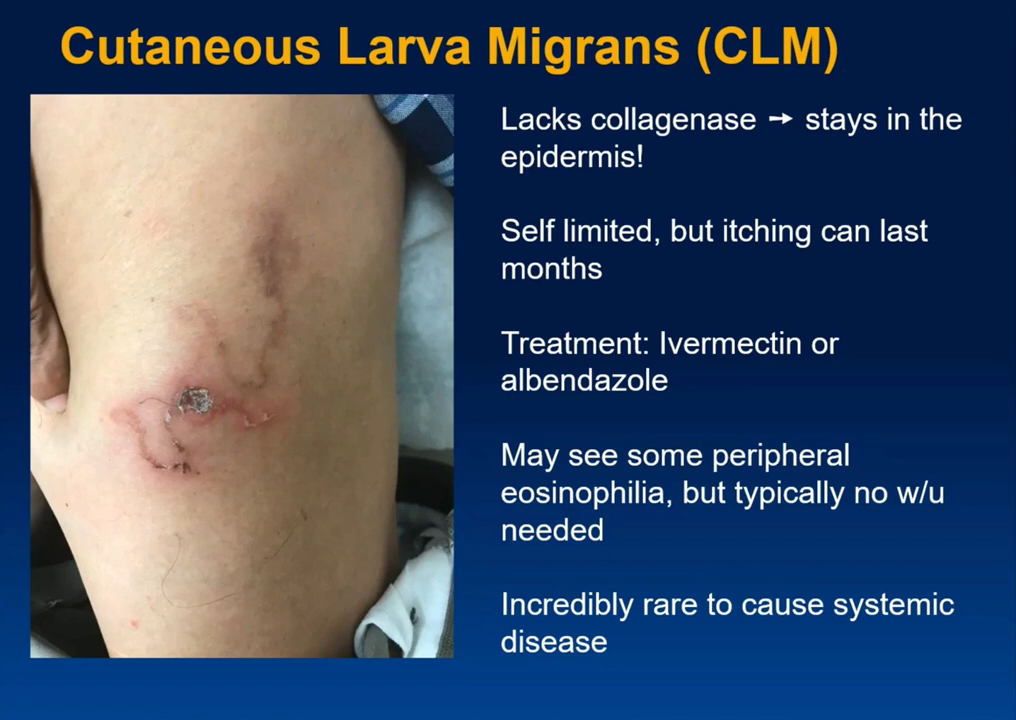 Cutaneous Larva Migrans (CLM)
Lacks collagenase ➙ stays in the
epidermis!
Self limited, but itching can last
months
Treatment: Ivermectin or
albendazole
May see some peripheral
eosinophilia, but typically no w/u
needed
Incredibly rare to cause systemic
disease